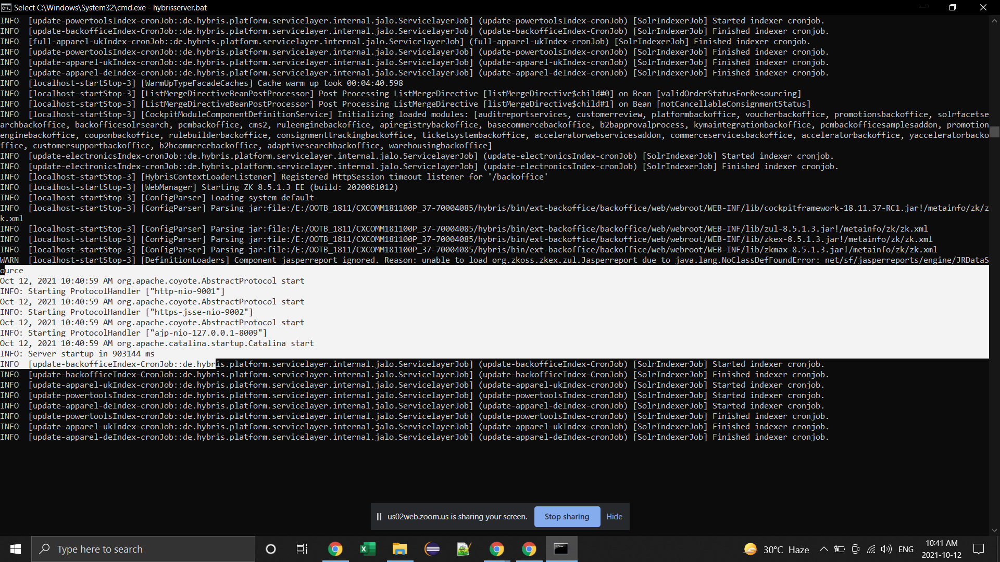 Select C:\Windows\System32\cmd.exe - hybrisserver.bat
INFO  [update-powertoolsIndex-cronJob::de.hybris.platform.servicelayer.internal.jalo.ServicelayerJob] (update-powertoolsIndex-cronJob) [SolrIndexerJob] Started indexer cronjob.
INFO  [update-backofficeIndex-CronJob::de.hybris.platform.servicelayer.internal.jalo.ServicelayerJob] (update-backofficeIndex-CronJob) [SolrIndexerJob] Finished indexer cronjob.
INFO  [full-apparel-ukIndex-cronJob::de.hybris.platform.servicelayer.internal.jalo.ServicelayerJob] (full-apparel-ukIndex-cronJob) [SolrIndexerJob] Finished indexer cronjob.
INFO  [update-powertoolsIndex-cronJob::de.hybris.platform.servicelayer.internal.jalo.ServicelayerJob] (update-powertoolsIndex-cronJob) [SolrIndexerJob] Finished indexer cronjob.
INFO  [update-apparel-ukIndex-cronJob::de.hybris.platform.servicelayer.internal.jalo.ServicelayerJob] (update-apparel-ukIndex-cronJob) [SolrIndexerJob] Finished indexer cronjob.
INFO  [update-apparel-deIndex-cronJob::de.hybris.platform.servicelayer.internal.jalo.ServicelayerJob] (update-apparel-deIndex-cronJob) [SolrIndexerJob] Finished indexer cronjob.
INFO  [localhost-startStop-3] [WarmUpTypeFacadeCaches] Cache warm up took 00:04:40.598
INFO  [localhost-startStop-3] [ListMergeDirectiveBeanPostProcessor] Post Processing ListMergeDirective [listMergeDirective$child#0] on Bean [validOrderStatusForResourcing]
INFO  [localhost-startStop-3] [ListMergeDirectiveBeanPostProcessor] Post Processing ListMergeDirective [listMergeDirective$child#1] on Bean [notCancellableConsignmentStatus]
INFO  [localhost-startStop-3] [CockpitModuleComponentDefinitionService] Initializing loaded modules: [auditreportservices, customerreview, platformbackoffice, voucherbackoffice, promotionsbackoffice, solrfacetse
archbackoffice, backofficesolrsearch, pcmbackoffice, cms2, ruleenginebackoffice, apiregistrybackoffice, basecommercebackoffice, b2bapprovalprocess, kymaintegrationbackoffice, pcmbackofficesamplesaddon, promotion
enginebackoffice, couponbackoffice, rulebuilderbackoffice, consignmenttrackingbackoffice, ticketsystembackoffice, acceleratorwebservicesaddon, commerceservicesbackoffice, acceleratorbackoffice, yacceleratorbacko
ffice, customersupportbackoffice, b2bcommercebackoffice, adaptivesearchbackoffice, warehousingbackoffice]
INFO  [update-electronicsIndex-cronJob::de.hybris.platform.servicelayer.internal.jalo.ServicelayerJob] (update-electronicsIndex-cronJob) [SolrIndexerJob] Started indexer cronjob.
INFO  [update-electronicsIndex-cronJob::de.hybris.platform.servicelayer.internal.jalo.ServicelayerJob] (update-electronicsIndex-cronJob) [SolrIndexerJob] Finished indexer cronjob.
INFO  [localhost-startStop-3] [HybrisContextLoaderListener] Registered HttpSession timeout listener for '/backoffice'
INFO  [localhost-startStop-3] [WebManager] Starting ZK 8.5.1.3 EE (build: 2020061012)
INFO  [localhost-startStop-3] [ConfigParser] Loading system default
INFO  [localhost-startStop-3] [ConfigParser] Parsing jar:file:/E:/OOTB_1811/CXCOMM181100P_37-70004085/hybris/bin/ext-backoffice/backoffice/web/webroot/WEB-INF/lib/cockpitframework-18.11.37-RC1.jar!/metainfo/zk/z
k.xml
INFO  [localhost-startStop-3] [ConfigParser] Parsing jar:file:/E:/OOTB_1811/CXCOMM181100P_37-70004085/hybris/bin/ext-backoffice/backoffice/web/webroot/WEB-INF/lib/zul-8.5.1.3.jar!/metainfo/zk/zk.xml
INFO  [localhost-startStop-3] [ConfigParser] Parsing jar:file:/E:/OOTB_1811/CXCOMM181100P_37-70004085/hybris/bin/ext-backoffice/backoffice/web/webroot/WEB-INF/lib/zkex-8.5.1.3.jar!/metainfo/zk/zk.xml
INFO  [localhost-startStop-3] [ConfigParser] Parsing jar:file:/E:/OOTB_1811/CXCOMM181100P_37-70004085/hybris/bin/ext-backoffice/backoffice/web/webroot/WEB-INF/lib/zkmax-8.5.1.3.jar!/metainfo/zk/zk.xml
WARN  [localhost-startStop-3] [DefinitionLoaders] Component jasperreport ignored. Reason: unable to load org.zkoss.zkex.zul.Jasperreport due to java.lang.NoClassDefFoundError: net/sf/jasperreports/engine/JRDataS
ource
Oct 12, 2021 10:40:59 AM org.apache.coyote.AbstractProtocol start
INFO: Starting ProtocolHandler ["http-nio-9001"]
Oct 12, 2021 10:40:59 AM org.apache.coyote.AbstractProtocol start
INFO: Starting ProtocolHandler ["https-jsse-nio-9002"]
Oct 12, 2021 10:40:59 AM org.apache.coyote.AbstractProtocol start
INFO: Starting ProtocolHandler ["ajp-nio-127.0.0.1-8009"]
Oct 12, 2021 10:40:59 AM org.apache.catalina.startup.Catalina start
INFO: Server startup in 903144 ms
INFO  [update-backofficeIndex-CronJob::de.hybris.platform.servicelayer.internal.jalo.ServicelayerJob] (update-backofficeIndex-CronJob) [SolrIndexerJob] Started indexer cronjob.
INFO  [update-backofficeIndex-CronJob::de.hybris.platform.servicelayer.internal.jalo.ServicelayerJob] (update-backofficeIndex-CronJob) [SolrIndexerJob] Finished indexer cronjob.
INFO  [update-apparel-ukIndex-cronJob::de.hybris.platform.servicelayer.internal.jalo.ServicelayerJob] (update-apparel-ukIndex-cronJob) [SolrIndexerJob] Started indexer cronjob.
INFO  [update-powertoolsIndex-cronJob::de.hybris.platform.servicelayer.internal.jalo.ServicelayerJob] (update-powertoolsIndex-cronJob) [SolrIndexerJob] Started indexer cronjob.
INFO  [update-apparel-deIndex-cronJob::de.hybris.platform.servicelayer.internal.jalo.ServicelayerJob] (update-apparel-deIndex-cronJob) [SolrIndexerJob] Started indexer cronjob.
INFO  [update-powertoolsIndex-cronJob::de.hybris.platform.servicelayer.internal.jalo.ServicelayerJob] (update-powertoolsIndex-cronJob) [SolrIndexerJob] Finished indexer cronjob.
INFO  [update-apparel-ukIndex-cronJob::de.hybris.platform.servicelayer.internal.jalo.ServicelayerJob] (update-apparel-ukIndex-cronJob) [SolrIndexerJob] Finished indexer cronjob.
INFO  [update-apparel-deIndex-cronJob::de.hybris.platform.servicelayer.internal.jalo.ServicelayerJob] (update-apparel-deIndex-cronJob) [SolrIndexerJob] Finished indexer cronjob.
us02web.zoom.us is sharing your screen. Stop sharing Hide
Type here to search
30°C Haze
ENG
10:41 AM
2021-10-12